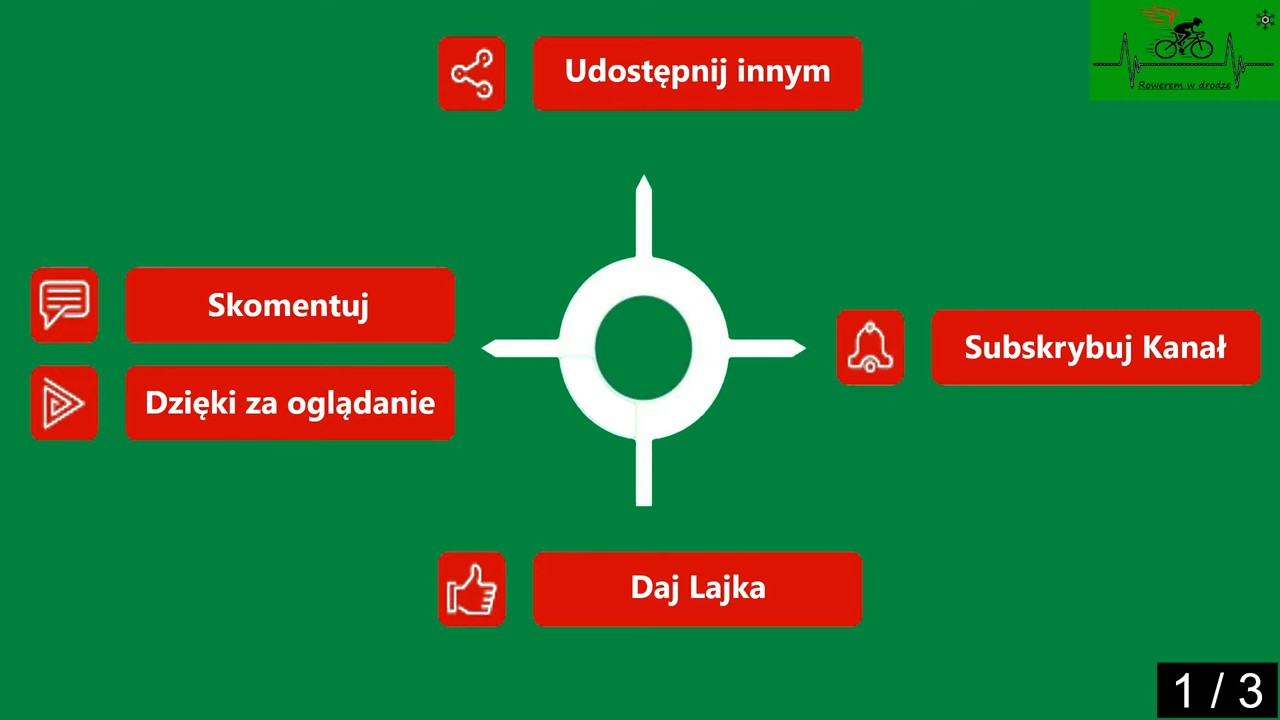 Udostępnij innym
Rowerem w drodze
Skomentuj
Subskrybuj Kanał
Dzięki za oglądanie
Daj Lajka
1 / 3